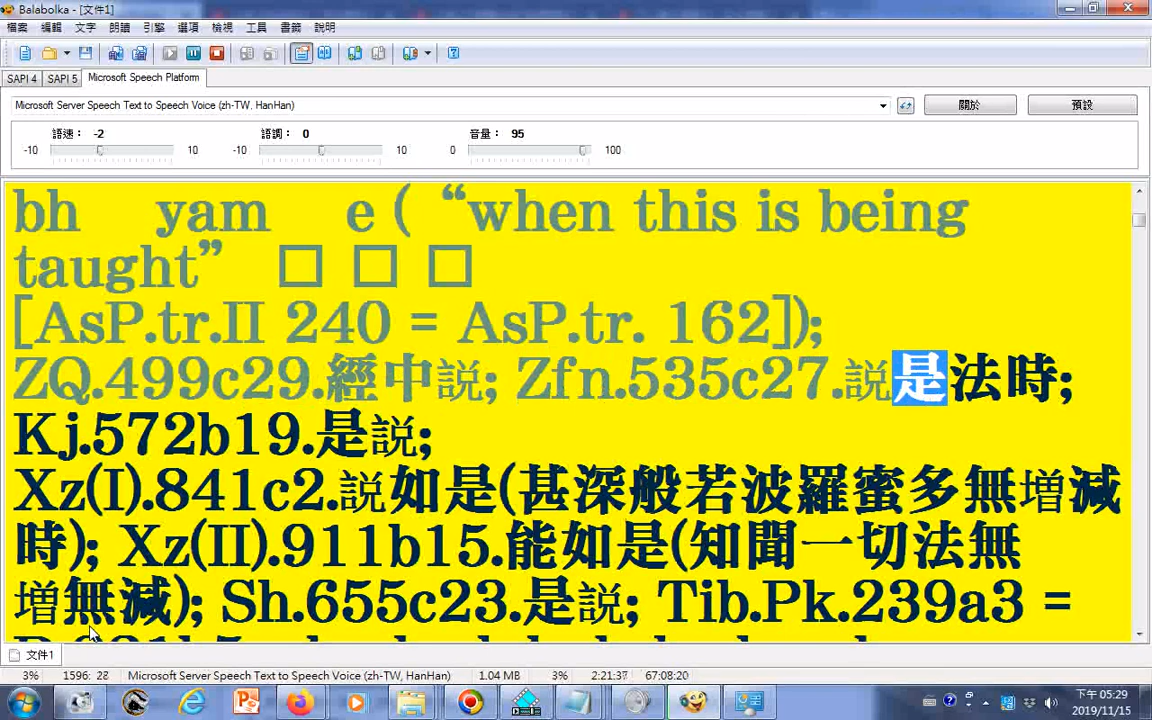 Balabolka - [文件1]
檔案 編輯 文字 朗讀 引擎 選項 檢視 工具 書籤 說明
SAPI 4 SAPI 5 Microsoft Speech Platform
Microsoft Server Speech Text to Speech Voice (zh-TW, HanHan) 關於 預設
語速： -2 語調： 0 音量： 95
-10 10 -10 10 0 100
bh yam e ( “when this is being
taught” □ □ □
[AsP.tr.II 240 = AsP.tr. 162]);
ZQ.499c29.經中説; Zfn.535c27.説是法時;
Kj.572b19.是説;
Xz(I).841c2.説如是(甚深般若波羅蜜多無増減
時); Xz(II).911b15.能如是(知聞一切法無
増無減); Sh.655c23.是説; Tib.Pk.239a3 =
文件1
3% 1596: 28 Microsoft Server Speech Text to Speech Voice (zh-TW, HanHan) 1.04 MB 3% 2:21:37 67:08:20
下午 05:29
2019/11/15